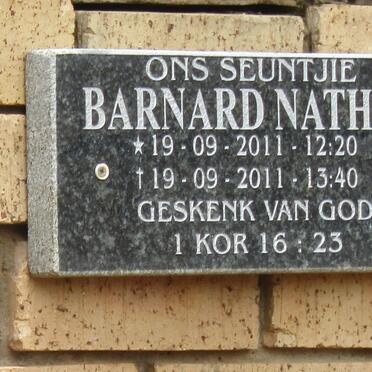 ONS SEUNTJIE
BARNARD NATH
★ 19 - 09 - 2011 - 12:20
† 19 - 09 - 2011 - 13:40
GESKENK VAN GOD
1 KOR 16 : 23